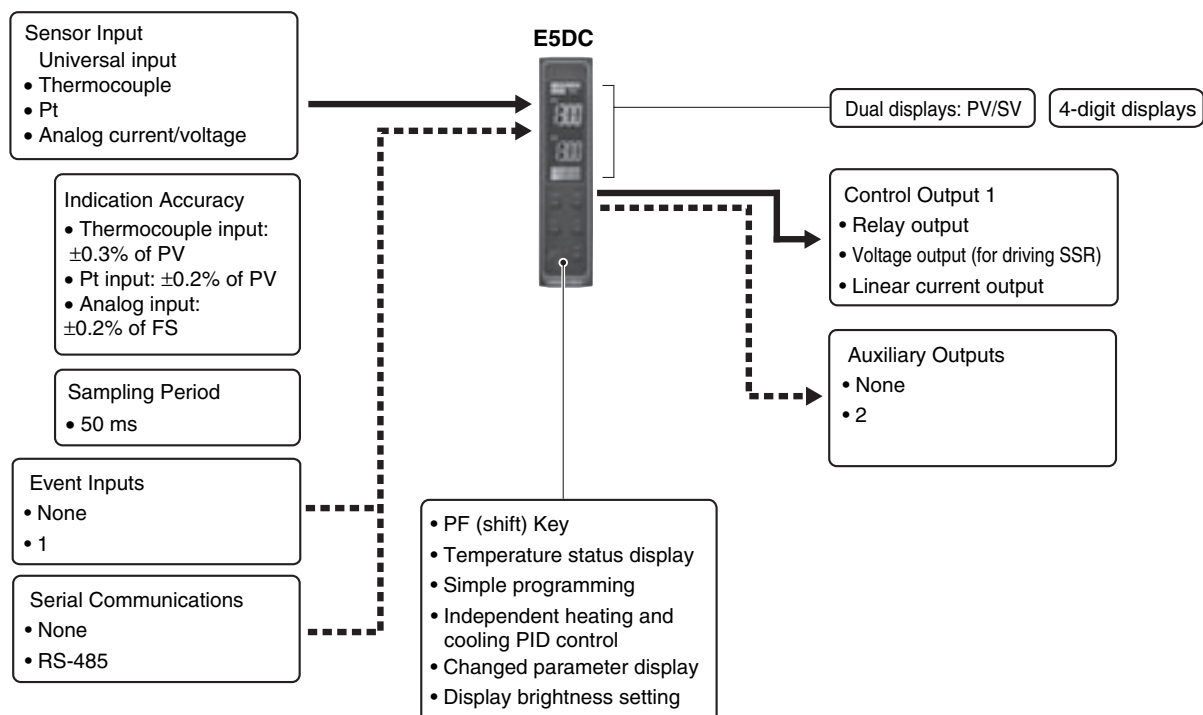 E5DC
Sensor Input
Universal input
• Thermocouple
• Pt
• Analog current/voltage
Indication Accuracy
• Thermocouple input:
±0.3% of PV
• Pt input: ±0.2% of PV
• Analog input:
±0.2% of FS
Sampling Period
• 50 ms
Event Inputs
• None
• 1
Serial Communications
• None
• RS-485
Dual displays: PV/SV
4-digit displays
Control Output 1
• Relay output
• Voltage output (for driving SSR)
• Linear current output
Auxiliary Outputs
• None
• 2
• PF (shift) Key
• Temperature status display
• Simple programming
• Independent heating and
cooling PID control
• Changed parameter display
• Display brightness setting